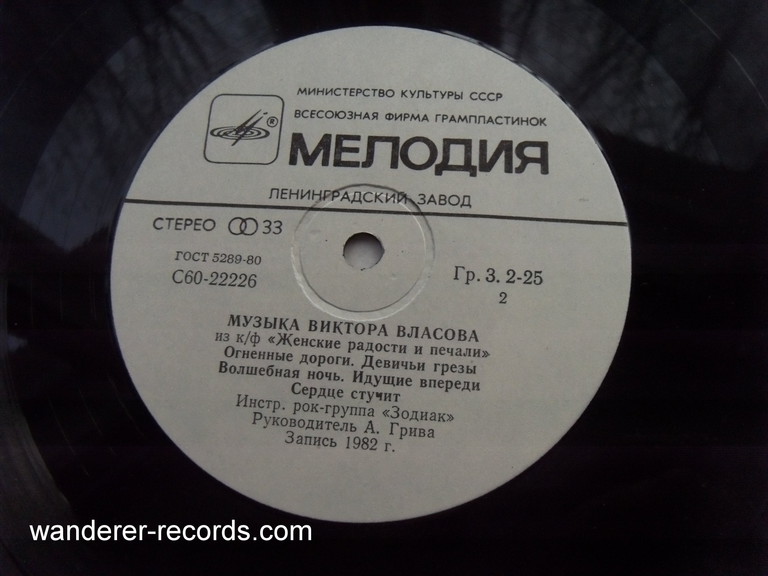 МИНИСТЕРСТВО КУЛЬТУРЫ СССР
ВСЕСОЮЗНАЯ ФИРМА ГРАМПЛАСТИНОК
®
МЕЛОДИЯ
ЛЕНИНГРАДСКИЙ ЗАВОД
СТЕРЕО 33
ГОСТ 5289-80
С60-22226
Гр. 3. 2-25
2
МУЗЫКА ВИКТОРА ВЛАСОВА
из к/ф «Женские радости и печали»
Огненные дороги. Девичьи грезы
Волшебная ночь. Идущие впереди
Сердце стучит
Инстр. рок-группа «Зодиак»
Руководитель А. Грива
Запись 1982 г.
wanderer-records.com